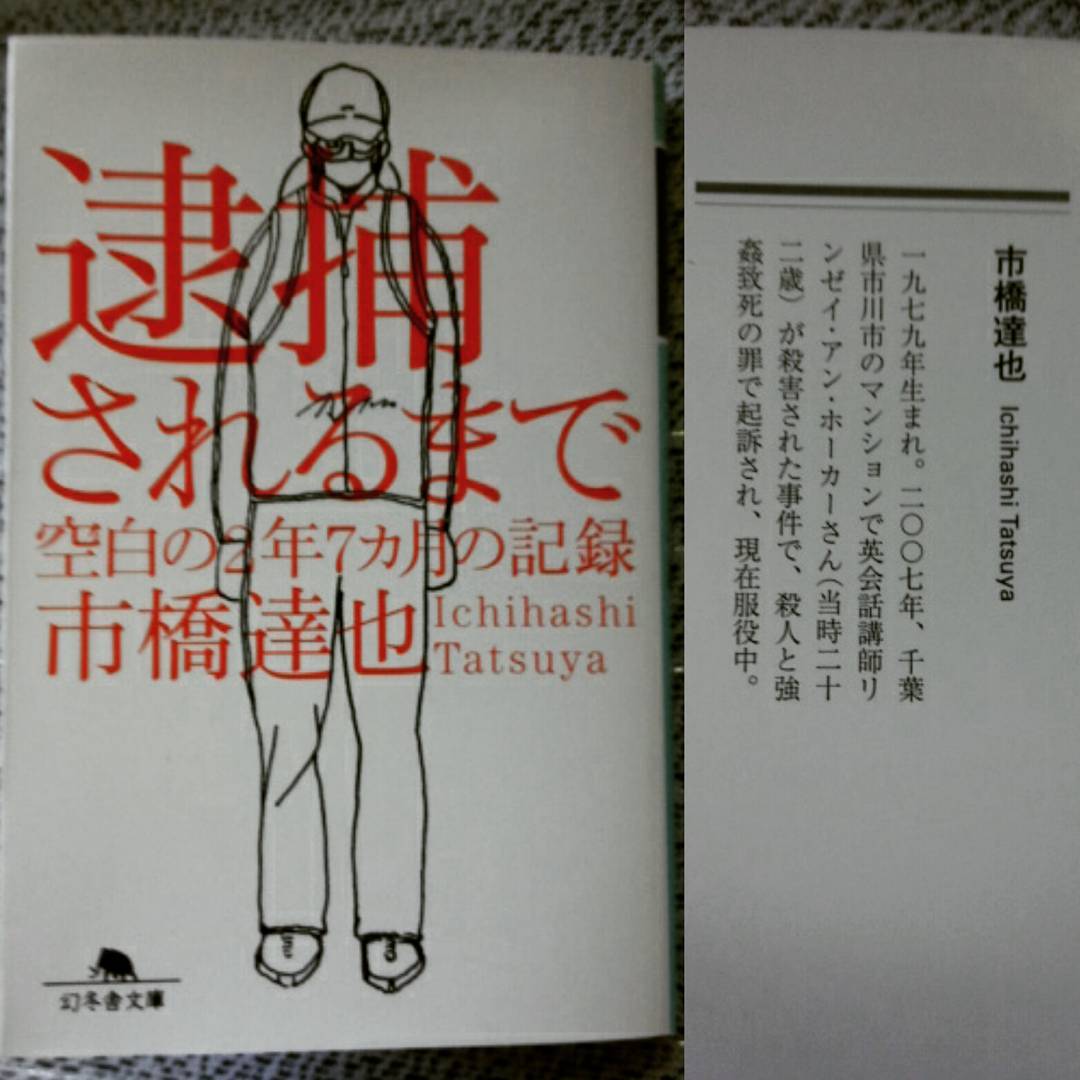 逮捕
されるまで
空白の2年7カ月の記録
市橋達也
Ichihashi
Tatsuya
幻冬舎文庫
市橋達也 Ichihashi Tatsuya
一九七九年生まれ。二〇〇七年、千葉
県市川市のマンションで英会話講師リ
ンゼイ・アン・ホーカーさん(当時二十
二歳)が殺害された事件で、殺人と強
姦致死の罪で起訴され、現在服役中。